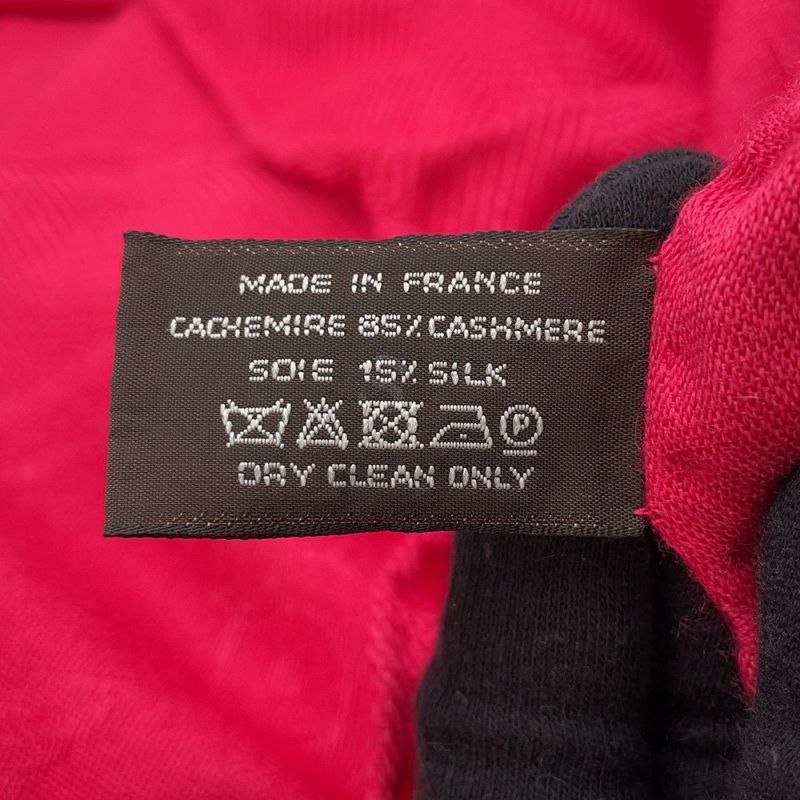 MADE IN FRANCE
CACHEMIRE 85% CASHMERE
SOIE 15% SILK
P
DRY CLEAN ONLY